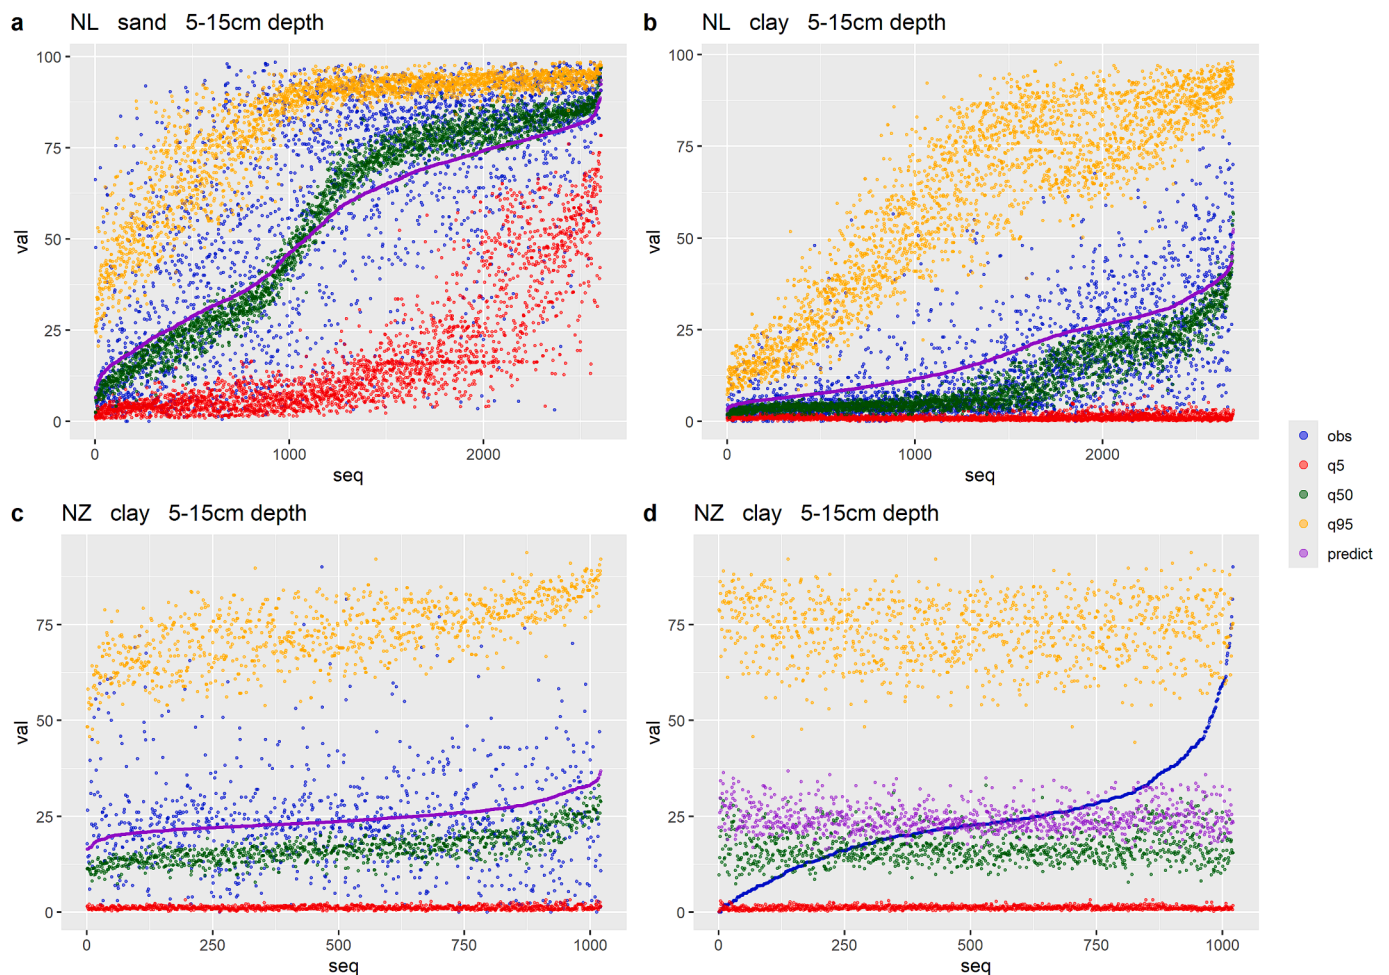 a NL sand 5-15cm depth
100
75
50
25
0
val
0 1000 2000
seq
b NL clay 5-15cm depth
100
75
50
25
0
val
0 1000 2000
seq
obs
q5
q50
q95
predict
c NZ clay 5-15cm depth
75
50
25
0
val
0 250 500 750 1000
seq
d NZ clay 5-15cm depth
75
50
25
0
val
0 250 500 750 1000
seq